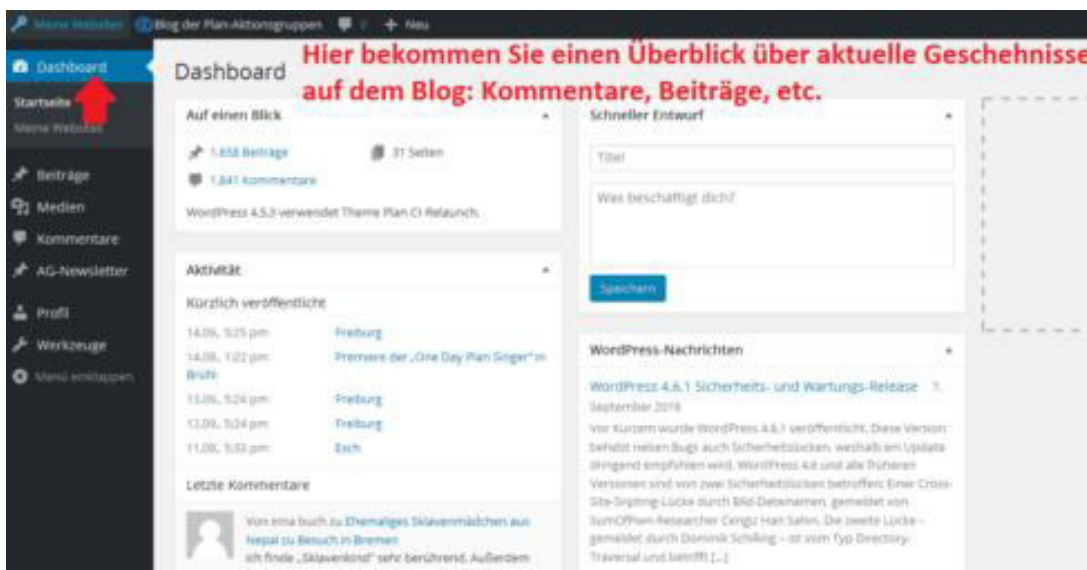 Meine Websites Blog der Plan-Aktionsgruppen 0 + Neu
Hier bekommen Sie einen Überblick über aktuelle Geschehnisse
auf dem Blog: Kommentare, Beiträge, etc.
Dashboard
Startseite
Meine Websites
Beiträge
Medien
Kommentare
AG-Newsletter
Profil
Werkzeuge
Menü einklappen
Dashboard
Auf einen Blick
1.658 Beiträge 31 Seiten
1.841 Kommentare
WordPress 4.5.3 verwendet Theme Plan CI Relaunch.
Aktivität
Kürzlich veröffentlicht
14.09., 5:25 pm Freiburg
14.09., 1:22 pm Premiere der „One Day Plan Singer“ in
Brühl
13.09., 5:24 pm Freiburg
12.09., 5:24 pm Freiburg
11.09., 5:33 pm Esch
Letzte Kommentare
Von irina buch zu Ehemaliges Sklavenmädchen aus
Nepal zu Besuch in Bremen
ich finde „Sklavenkind“ sehr berührend. Außerdem
Schneller Entwurf
Titel
Was beschäftigt dich?
Speichern
WordPress-Nachrichten
WordPress 4.6.1 Sicherheits- und Wartungs-Release 7.
September 2016
Vor Kurzem wurde WordPress 4.6.1 veröffentlicht. Diese Version
behebt neben Bugs auch Sicherheitslücken, weshalb ein Update
dringend empfohlen wird. WordPress 4.6 und alle früheren
Versionen sind von zwei Sicherheitslücken betroffen: Einer Cross-
Site-Sripting-Lücke durch Bild-Dateinamen, gemeldet von
SumOfPwn-Researcher Cengiz Han Sahin. Die zweite Lücke –
gemeldet durch Dominik Schilling – ist vom Typ Directory-
Traversal und betrifft [...]